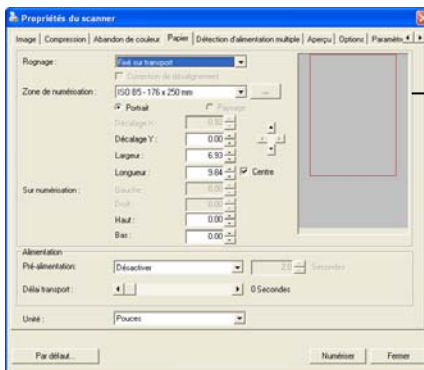 Propriétés du scanner
Image Compression Abandon de couleur Papier Détection d'alimentation multiple Aperçu Options Paramètr
Rognage : Fixé sur transport
Correction de désalignement
Zone de numérisation : ISO B5 - 176 x 250 mm ...
Portrait Paysage
Décalage X : 0.82
Décalage Y : 0.00
Largeur : 6.93
Longueur : 9.84 Centre
Sur numérisation : Gauche : 0.00
Droit : 0.00
Haut : 0.00
Bas : 0.00
Alimentation
Pré-alimentation: Désactiver Secondes
Délai transport : 0 Secondes
Unité : Pouces
Par défaut... Numériser Fermer